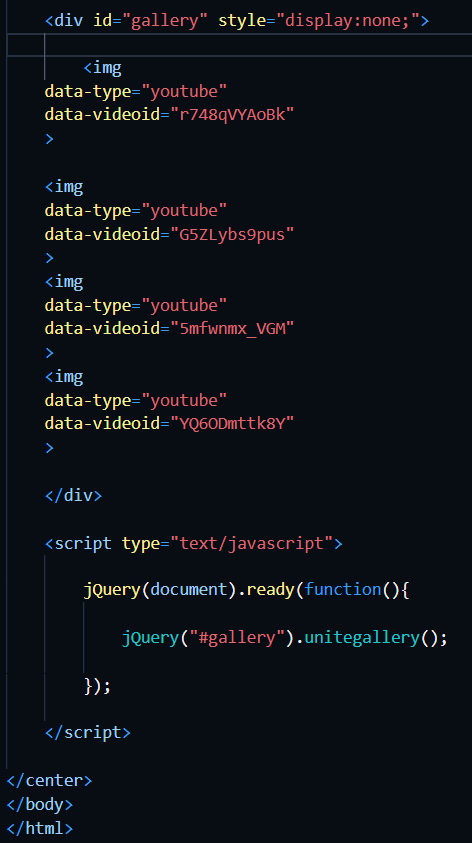 <div id="gallery" style="display:none;">
<img
data-type="youtube"
data-videoid="r748qVYAoBk"
>
<img
data-type="youtube"
data-videoid="G5ZLybs9pus"
>
<img
data-type="youtube"
data-videoid="5mfwnmx_VGM"
>
<img
data-type="youtube"
data-videoid="YQ6ODmttk8Y"
>
</div>
<script type="text/javascript">
jQuery(document).ready(function(){
jQuery("#gallery").unitegallery();
});
</script>
</center>
</body>
</html>